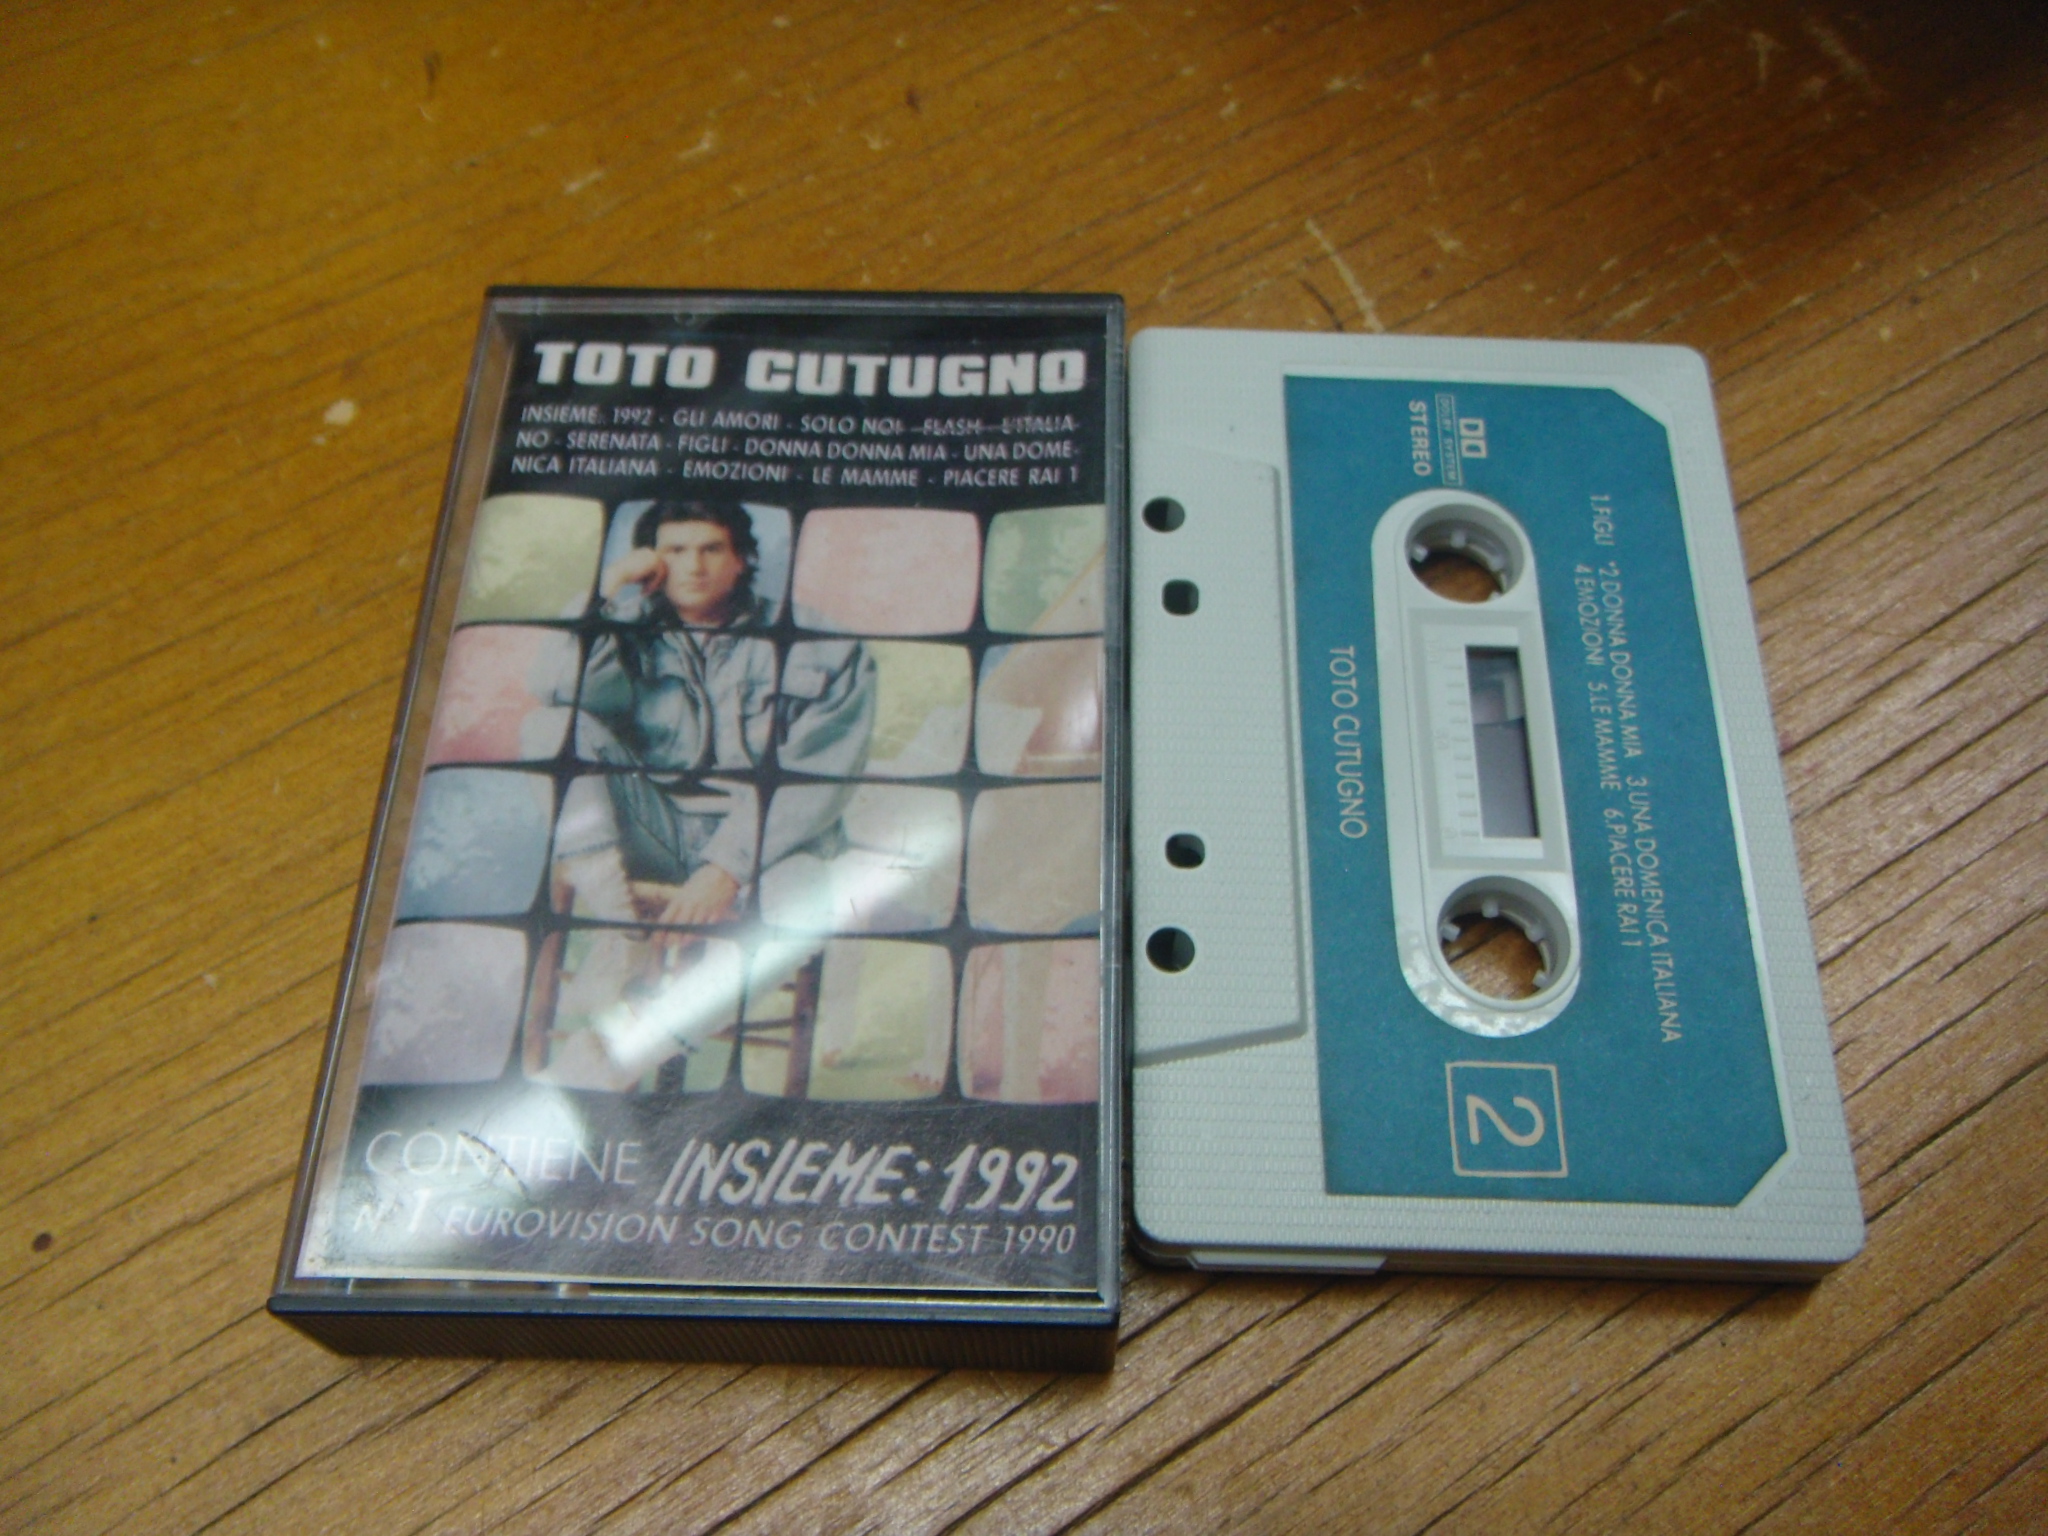 TOTO CUTUGNO
INSIEME: 1992 - GLI AMORI - SOLO NOI - FLASH - L'ITALIA-
NO - SERENATA - FIGLI - DONNA DONNA MIA - UNA DOME-
NICA ITALIANA - EMOZIONI - LE MAMME - PIACERE RAI 1
CONTIENE INSIEME: 1992
N° 1 EUROVISION SONG CONTEST 1990
1.FIGLI *2.DONNA DONNA MIA 3.UNA DOMENICA ITALIANA
4.EMOZIONI 5.LE MAMME 6.PIACERE RAI 1
DOLBY SYSTEM
STEREO
2
TOTO CUTUGNO